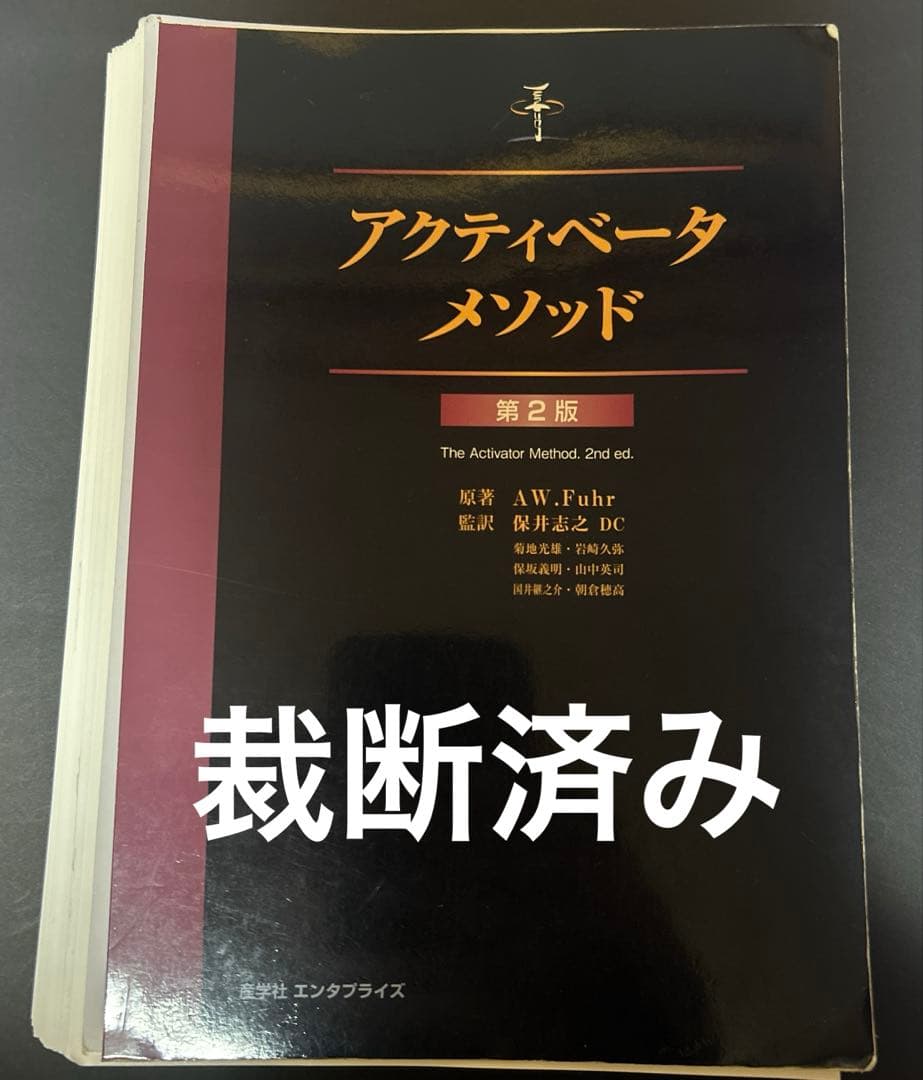 アクティベータ
メソッド
第2版
The Activator Method. 2nd ed.
原著 AW.Fuhr
監訳 保井志之 DC
菊地光雄・岩崎久弥
保坂義明・山中英司
国井継之介・朝倉穂高
裁断済み
産学社 エンタプライズ